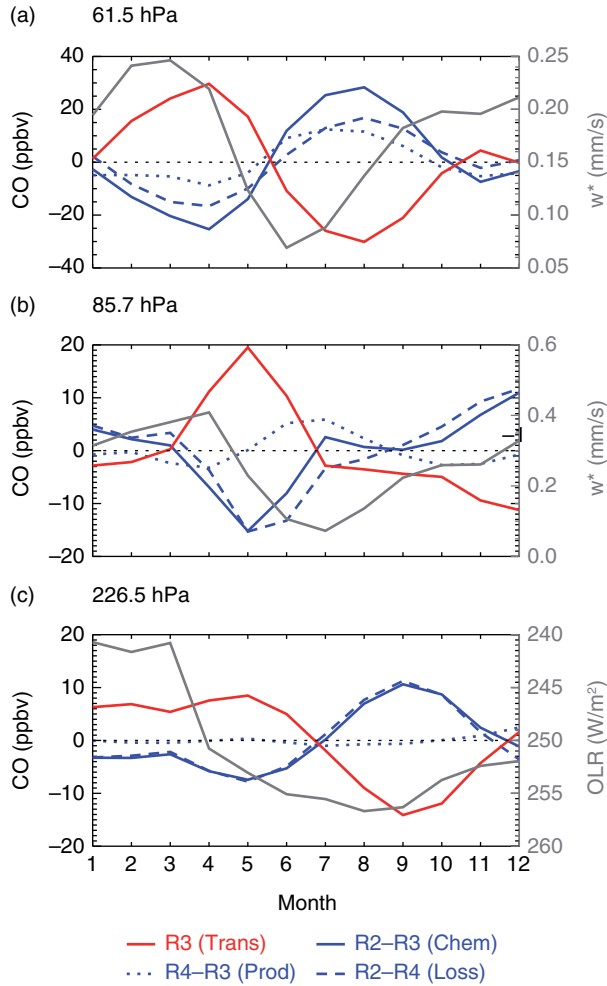 (a) 61.5 hPa
40 0.25
20 0.20
0 0.15
–20 0.10
–40 0.05
CO (ppbv)
w* (mm/s)
(b) 85.7 hPa
20 0.6
10 0.4
0
–10 0.2
–20 0.0
CO (ppbv)
w* (mm/s)
(c) 226.5 hPa
20 240
10 245
0 250
–10 255
–20 260
CO (ppbv)
OLR (W/m²)
1 2 3 4 5 6 7 8 9 10 11 12
Month
R3 (Trans) R2–R3 (Chem)
R4–R3 (Prod) R2–R4 (Loss)